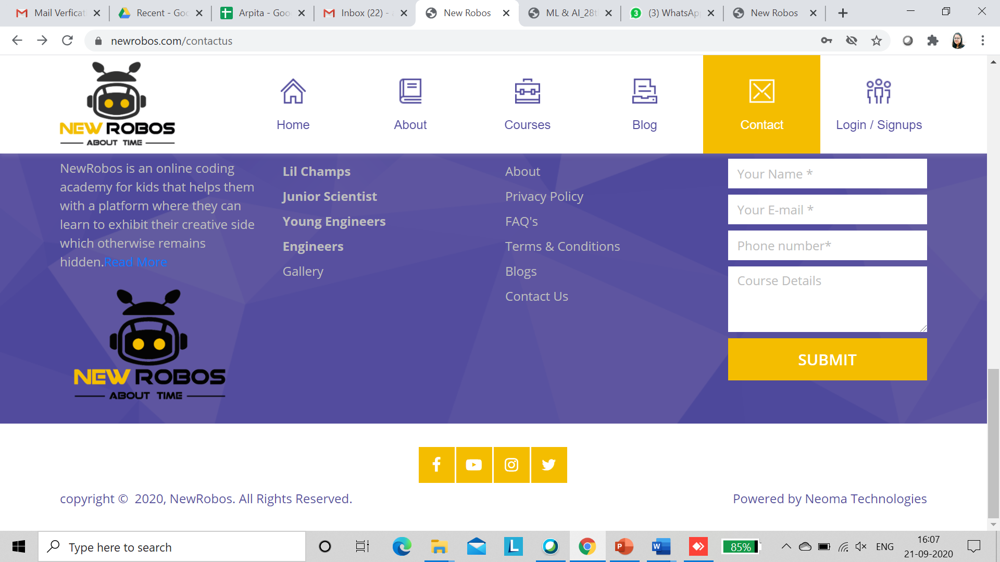 Mail Verficat
Recent - Goo
Arpita - Goo
Inbox (22) -
New Robos
ML & AI_28t
(3) WhatsAp
New Robos
newrobos.com/contactus
NEW ROBOS
ABOUT TIME
Home
About
Courses
Blog
Contact
Login / Signups
NewRobos is an online coding
academy for kids that helps them
with a platform where they can
learn to exhibit their creative side
which otherwise remains
hidden.Read More
NEW ROBOS
ABOUT TIME
Lil Champs
Junior Scientist
Young Engineers
Engineers
Gallery
About
Privacy Policy
FAQ's
Terms & Conditions
Blogs
Contact Us
Your Name *
Your E-mail *
Phone number*
Course Details
SUBMIT
copyright © 2020, NewRobos. All Rights Reserved.
Powered by Neoma Technologies
Type here to search
85%
ENG
16:07
21-09-2020